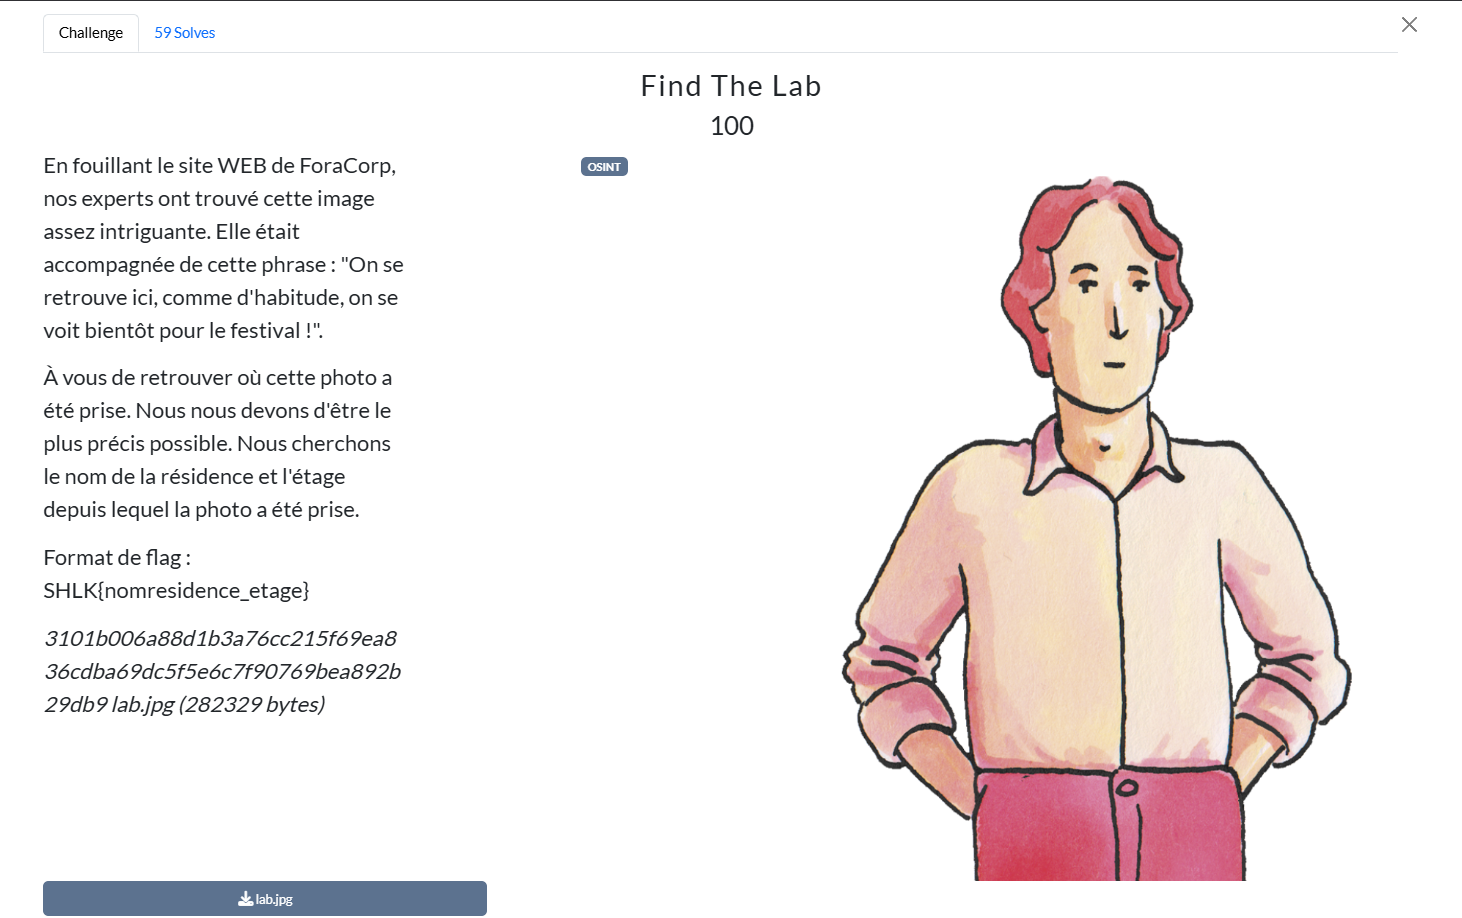 Challenge
59 Solves
Find The Lab
100
En fouillant le site WEB de ForaCorp,
nos experts ont trouvé cette image
assez intriguante. Elle était
accompagnée de cette phrase : "On se
retrouve ici, comme d'habitude, on se
voit bientôt pour le festival !".
À vous de retrouver où cette photo a
été prise. Nous nous devons d'être le
plus précis possible. Nous cherchons
le nom de la résidence et l'étage
depuis lequel la photo a été prise.
Format de flag :
SHLK{nomresidence_etage}
3101b006a88d1b3a76cc215f69ea8
36cdba69dc5f5e6c7f90769bea892b
29db9 lab.jpg (282329 bytes)
OSINT
lab.jpg